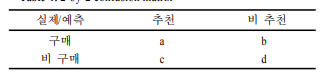 실제/예측 추천 비 추천
구매 a b
비 구매 c d